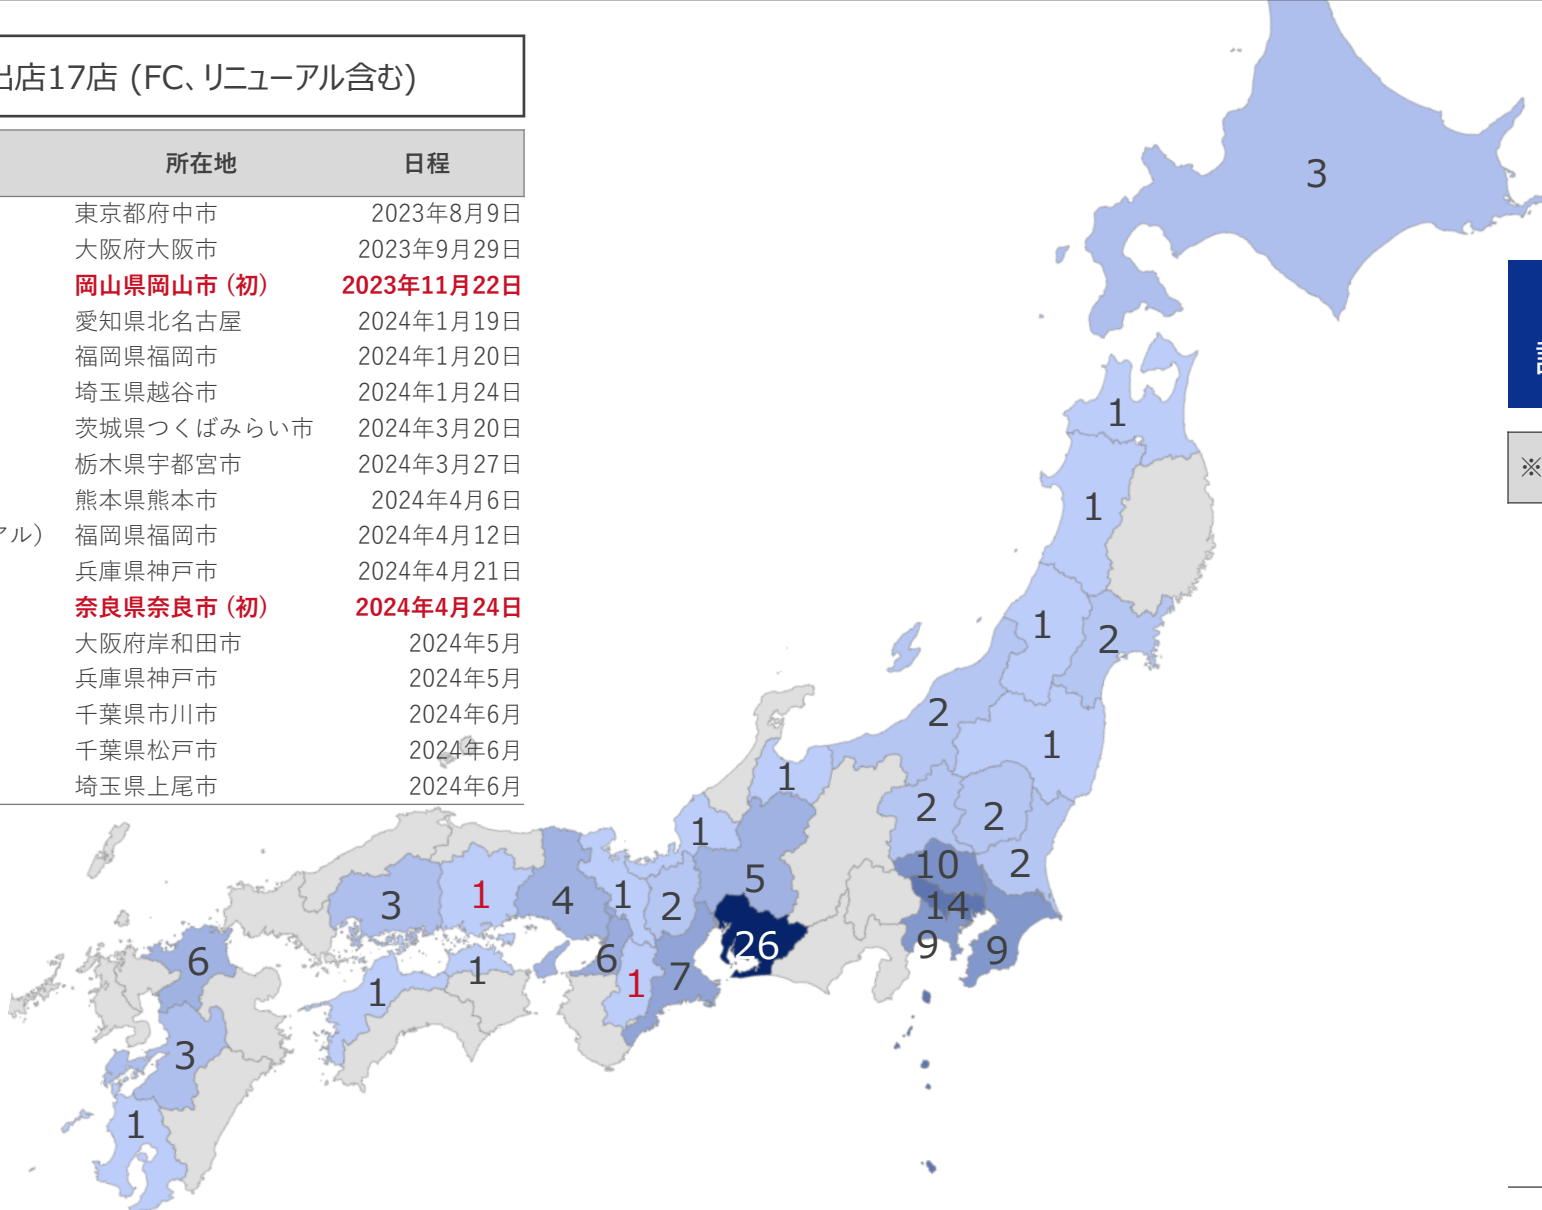 出店17店 (FC、リニューアル含む)
所在地 日程
東京都府中市 2023年8月9日
大阪府大阪市 2023年9月29日
岡山県岡山市 (初) 2023年11月22日
愛知県北名古屋 2024年1月19日
福岡県福岡市 2024年1月20日
埼玉県越谷市 2024年1月24日
茨城県つくばみらい市 2024年3月20日
栃木県宇都宮市 2024年3月27日
熊本県熊本市 2024年4月6日
アル） 福岡県福岡市 2024年4月12日
兵庫県神戸市 2024年4月21日
奈良県奈良市 (初) 2024年4月24日
大阪府岸和田市 2024年5月
兵庫県神戸市 2024年5月
千葉県市川市 2024年6月
千葉県松戸市 2024年6月
埼玉県上尾市 2024年6月
3
※
1
1
1
2
2
1
1
2
2
1
10
2
5
3
1
4
1
2
14
26
9
9
6
6
1
1
7
1
3
1